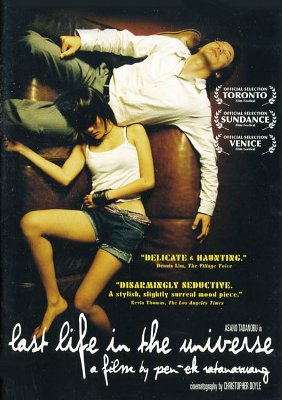 OFFICIAL SELECTION
TORONTO
Film Festival
OFFICIAL SELECTION
SUNDANCE
Film Festival
OFFICIAL SELECTION
VENICE
Film Festival
"DELICATE & HAUNTING."
Dennis Lim, The Village Voice
"DISARMINGLY SEDUCTIVE.
A stylish, slightly surreal mood piece."
Kevin Thomas, The Los Angeles Times
ASANO TADANOBU in
last life in the universe
a film by pen-ek ratanaruang
cinematography by CHRISTOPHER DOYLE